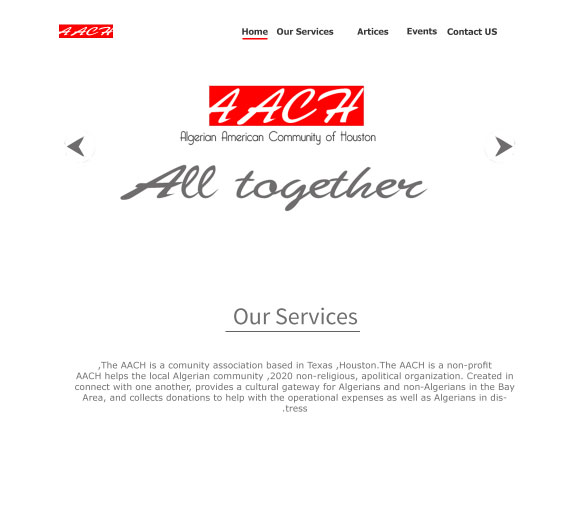 AACH
Home Our Services Artices Events Contact US
AACH
Algerian American Community of Houston
All together
Our Services
,The AACH is a comunity association based in Texas ,Houston.The AACH is a non-profit
AACH helps the local Algerian community ,2020 non-religious, apolitical organization. Created in
connect with one another, provides a cultural gateway for Algerians and non-Algerians in the Bay
Area, and collects donations to help with the operational expenses as well as Algerians in dis-
.tress